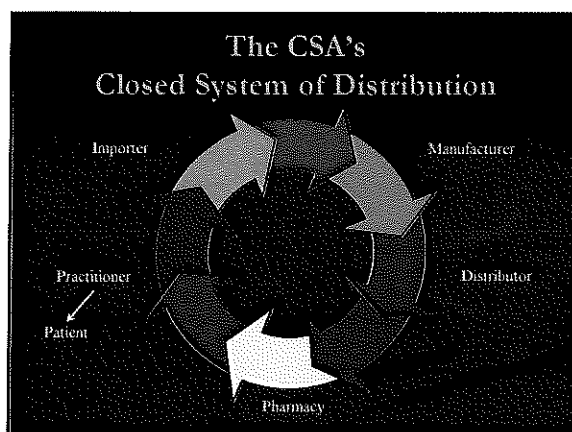 The CSA's
Closed System of Distribution
Importer
Manufacturer
Practitioner
Distributor
Patient
Pharmacy